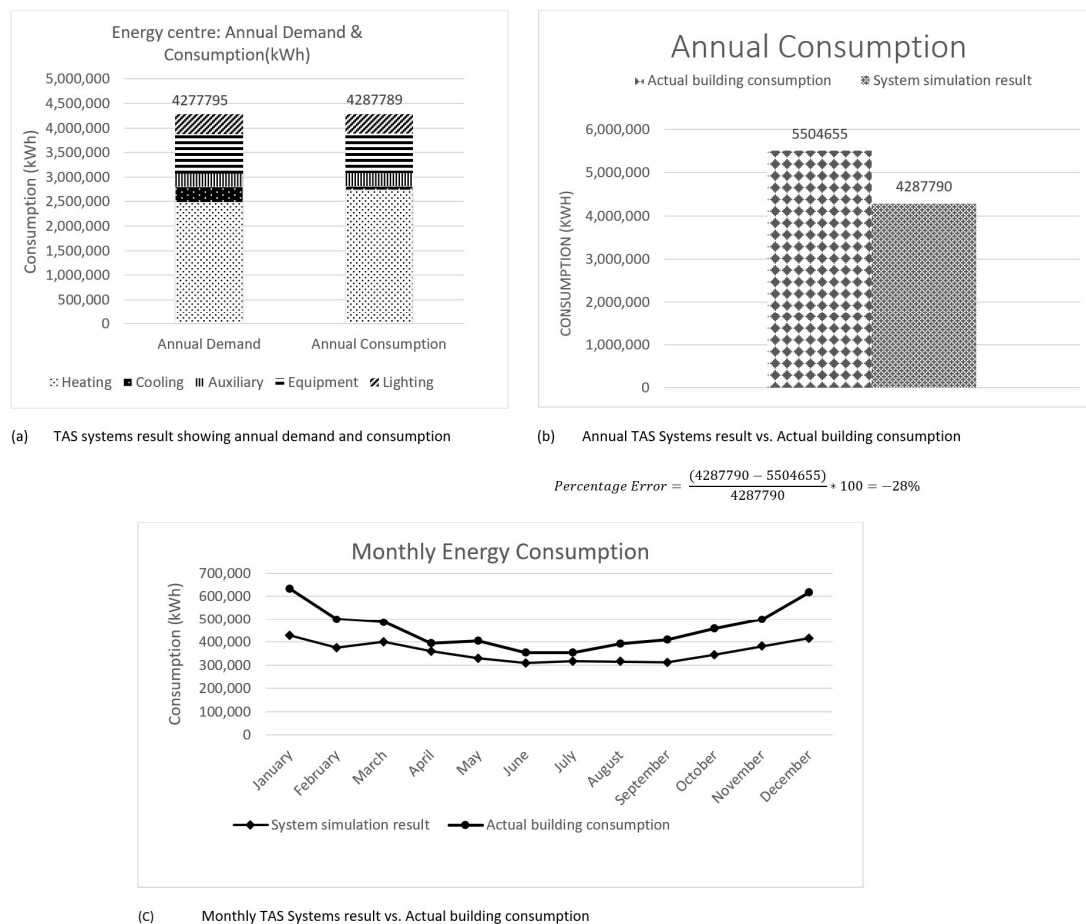 Energy centre: Annual Demand &
Consumption(kWh)
Consumption (kWh)
5,000,000
4,500,000
4,000,000
3,500,000
3,000,000
2,500,000
2,000,000
1,500,000
1,000,000
500,000
0
4277795
4287789
Annual Demand
Annual Consumption
Heating
Cooling
Auxiliary
Equipment
Lighting
(a) TAS systems result showing annual demand and consumption
Annual Consumption
Actual building consumption
System simulation result
CONSUMPTION (KWH)
6,000,000
5,000,000
4,000,000
3,000,000
2,000,000
1,000,000
0
5504655
4287790
(b) Annual TAS Systems result vs. Actual building consumption
Percentage Error = (4287790 − 5504655) / 4287790 ∗ 100 = −28%
Monthly Energy Consumption
Consumption (kWh)
700,000
600,000
500,000
400,000
300,000
200,000
100,000
0
January
February
March
April
May
June
July
August
September
October
November
December
System simulation result
Actual building consumption
(C) Monthly TAS Systems result vs. Actual building consumption